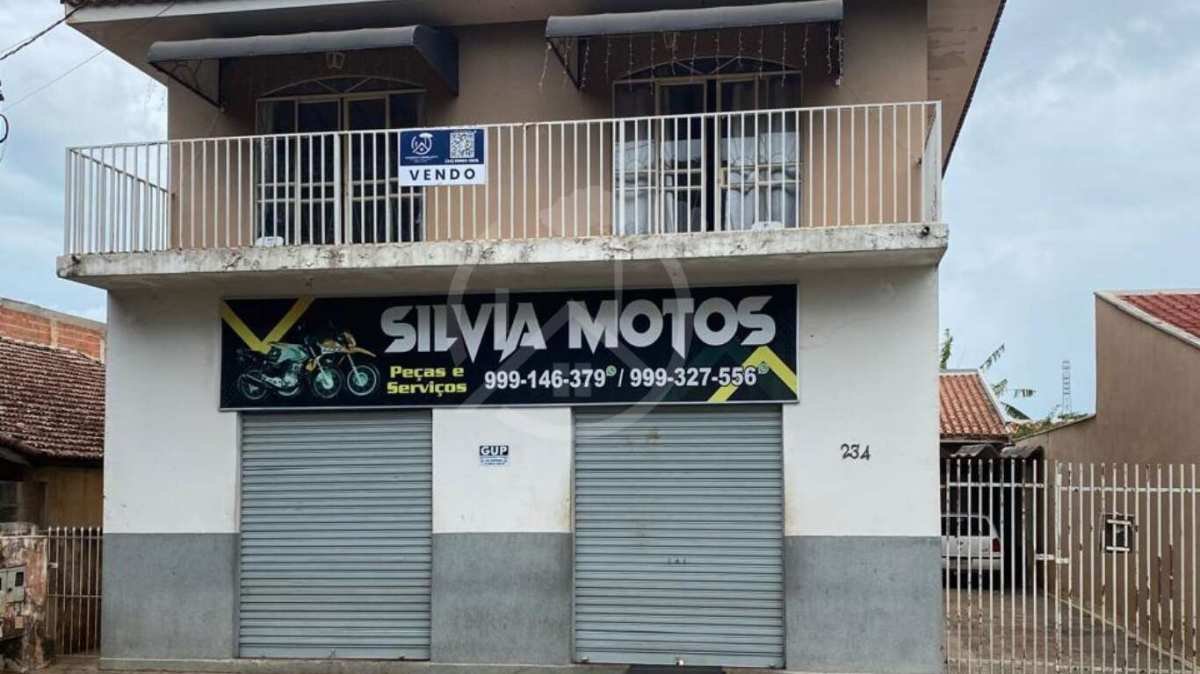 VENDO
SILVIA MOTOS
Peças e
Serviços
999-146-379 / 999-327-556
GUP
234